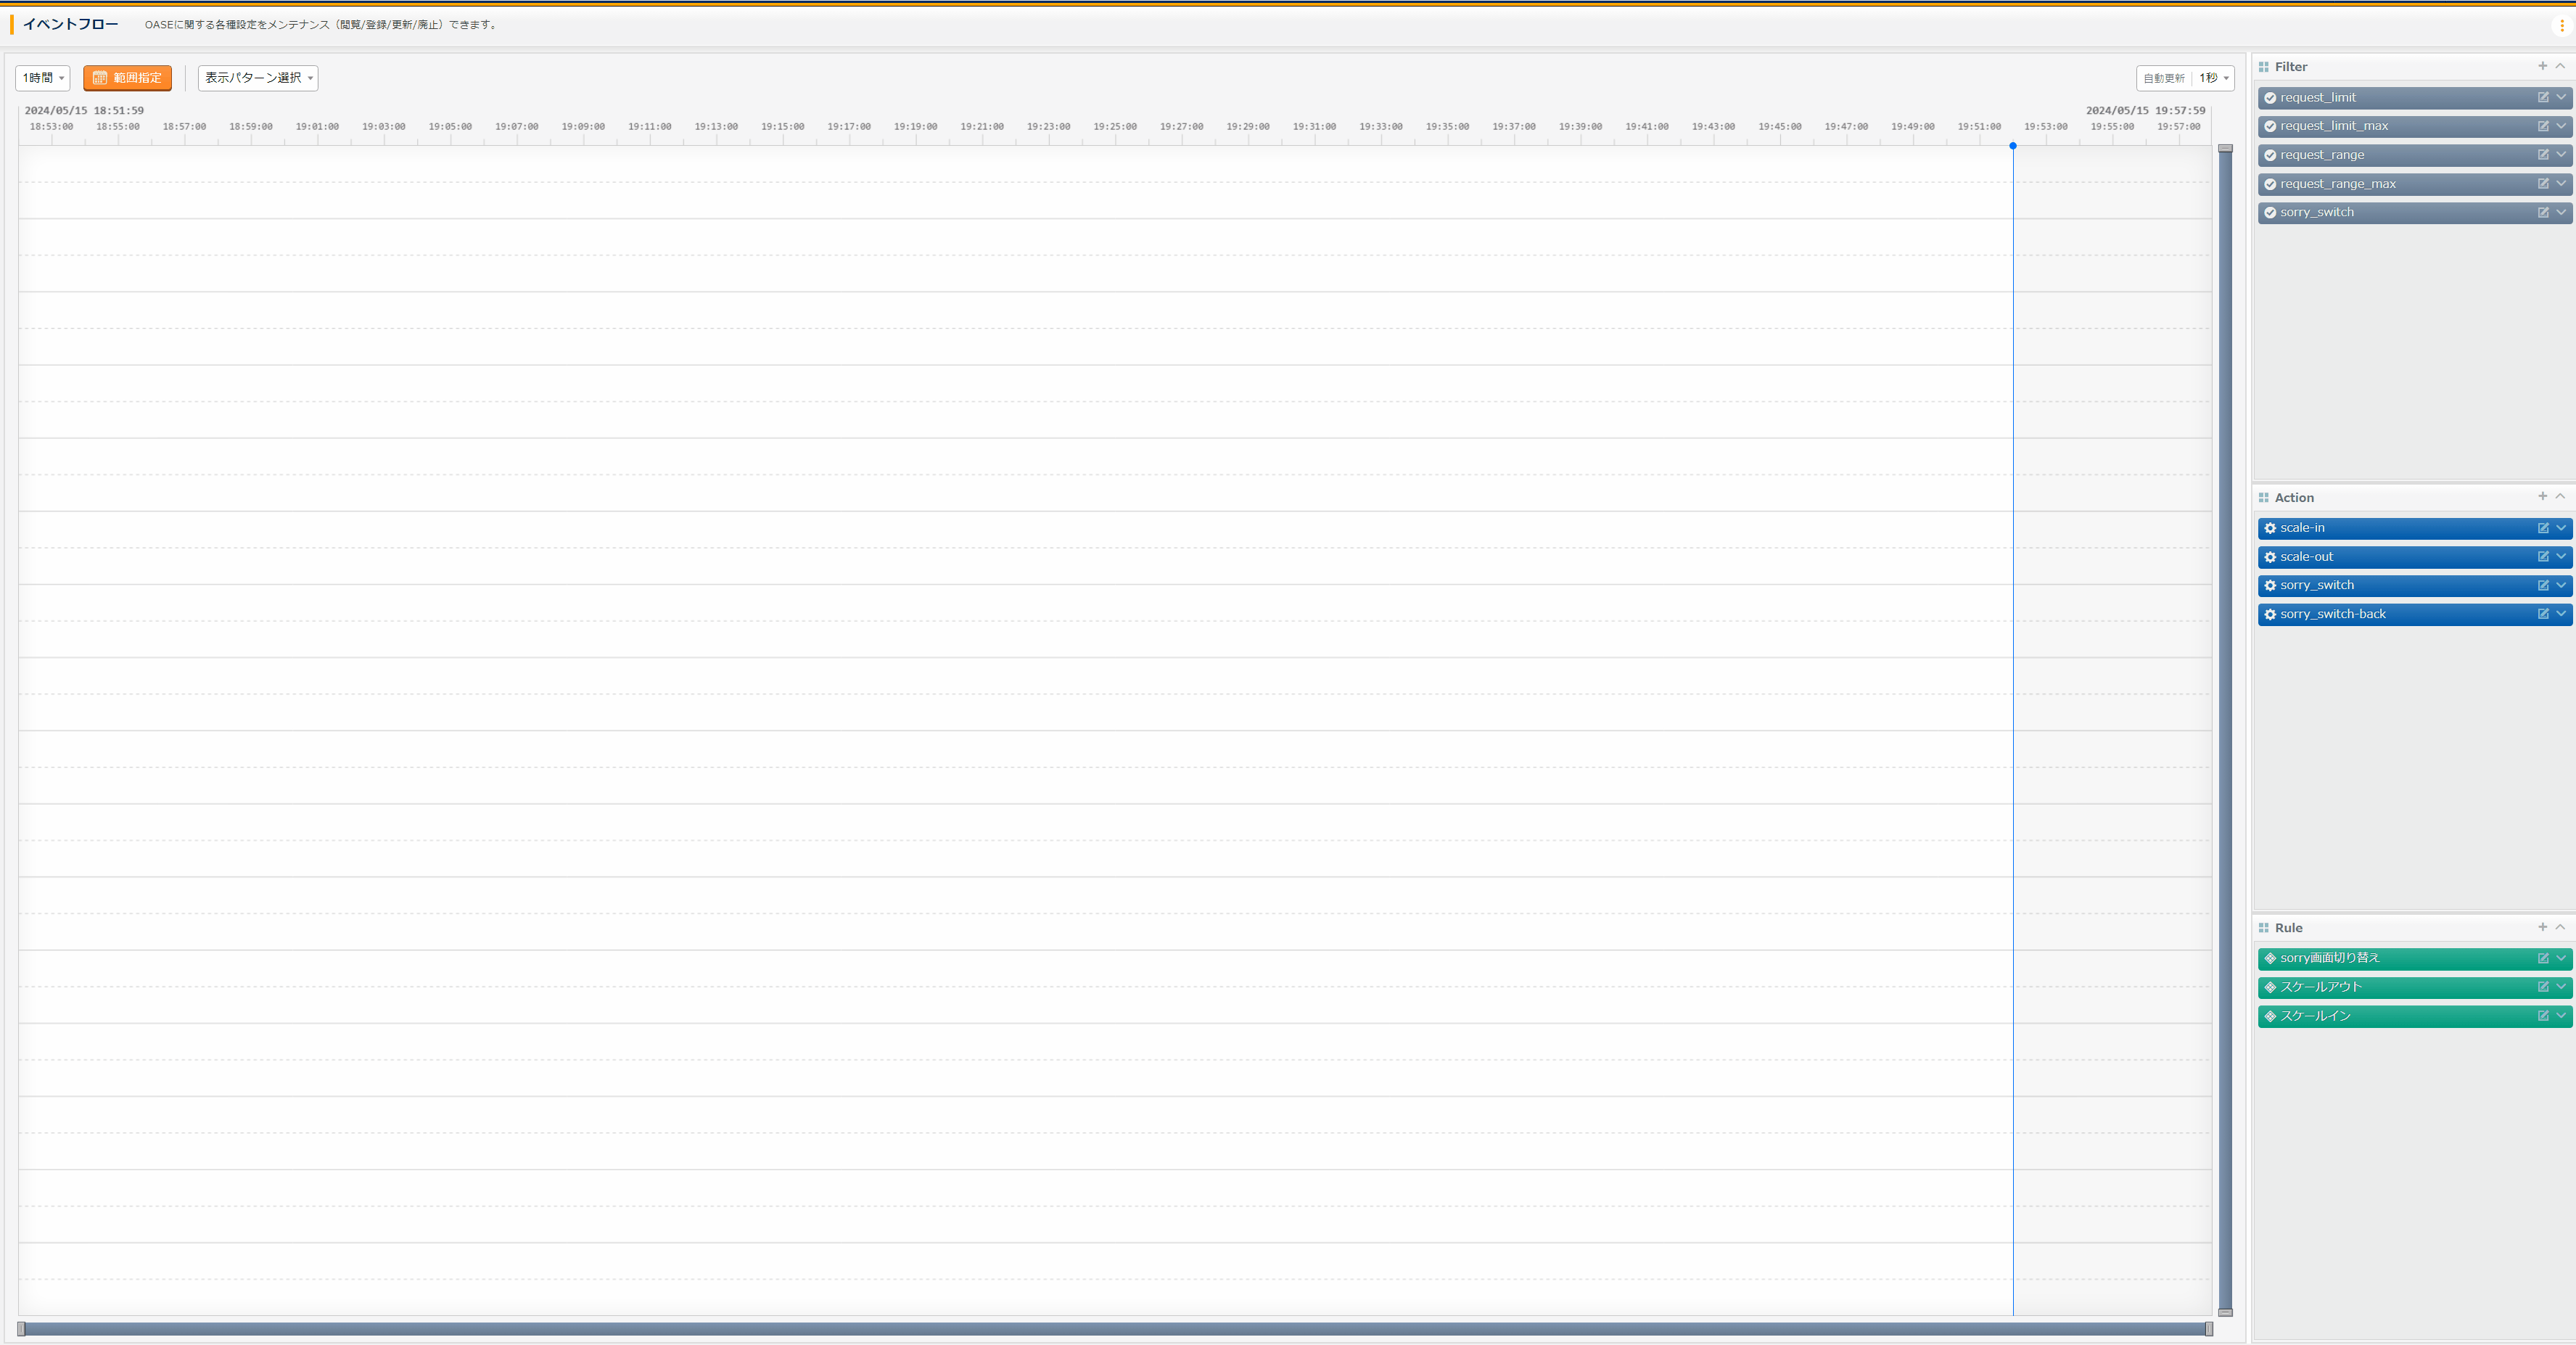 イベントフロー OASEに関する各種設定をメンテナンス（閲覧/登録/更新/廃止）できます。
1時間 範囲指定 表示パターン選択 自動更新 1秒
2024/05/15 18:51:59 2024/05/15 19:57:59
18:53:00 18:55:00 18:57:00 18:59:00 19:01:00 19:03:00 19:05:00 19:07:00 19:09:00 19:11:00 19:13:00 19:15:00 19:17:00 19:19:00 19:21:00 19:23:00 19:25:00 19:27:00 19:29:00 19:31:00 19:33:00 19:35:00 19:37:00 19:39:00 19:41:00 19:43:00 19:45:00 19:47:00 19:49:00 19:51:00 19:53:00 19:55:00 19:57:00
Filter
request_limit
request_limit_max
request_range
request_range_max
sorry_switch
Action
scale-in
scale-out
sorry_switch
sorry_switch-back
Rule
sorry画面切り替え
スケールアウト
スケールイン